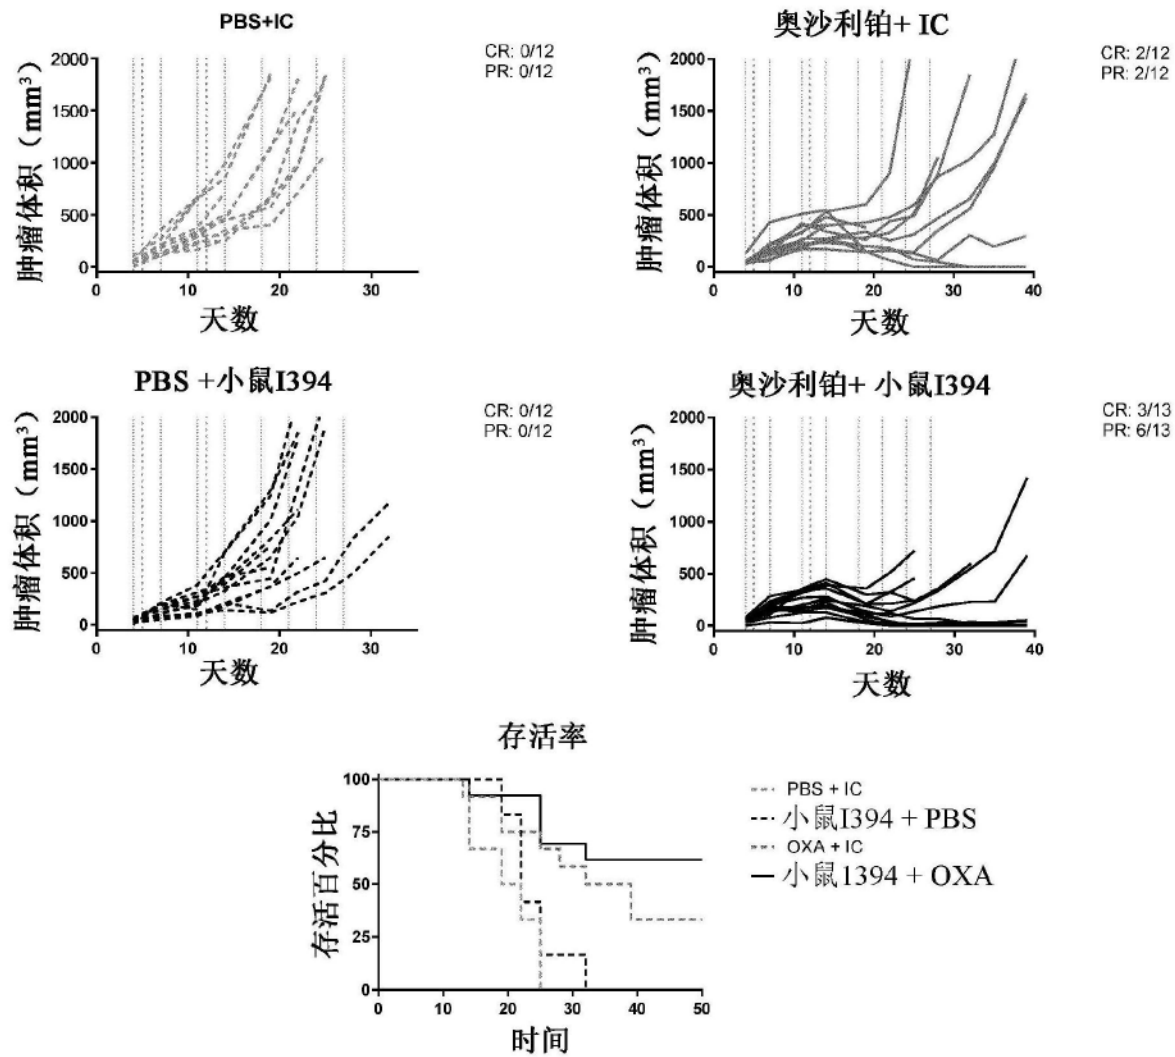 PBS+IC
CR: 0/12
PR: 0/12
肿瘤体积（mm³）
2000
1500
1000
500
0
0 10 20 30
天数
奥沙利铂+ IC
CR: 2/12
PR: 2/12
肿瘤体积（mm³）
2000
1500
1000
500
0
0 10 20 30 40
天数
PBS +小鼠I394
CR: 0/12
PR: 0/12
肿瘤体积（mm³）
2000
1500
1000
500
0
0 10 20 30
天数
奥沙利铂+ 小鼠I394
CR: 3/13
PR: 6/13
肿瘤体积（mm³）
2000
1500
1000
500
0
0 10 20 30 40
天数
存活率
存活百分比
100
75
50
25
0
0 10 20 30 40 50
时间
PBS + IC
小鼠I394 + PBS
OXA + IC
小鼠1394 + OXA